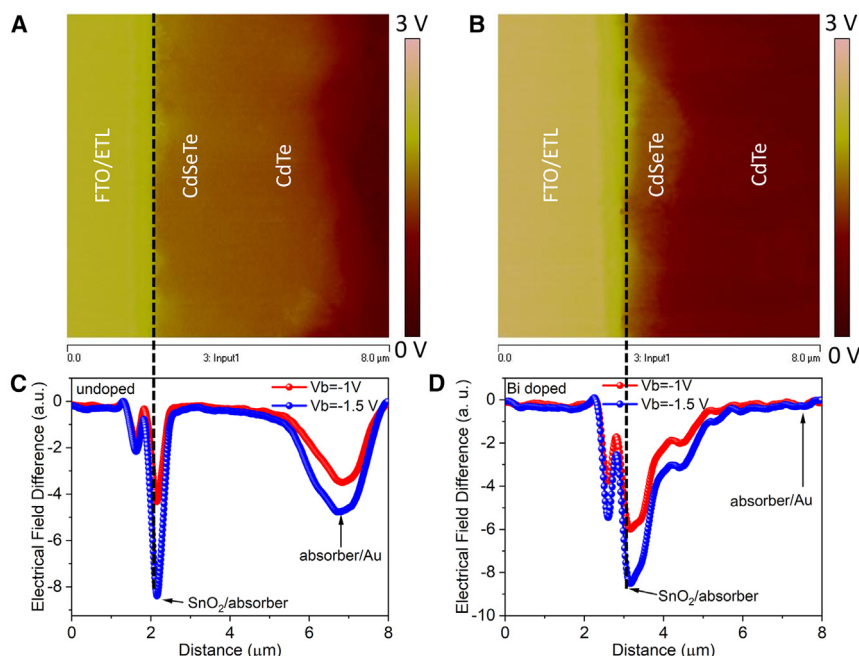 A
3 V
FTO/ETL
CdSeTe
CdTe
0 V
0.0
3: Input1
8.0 µm
B
3 V
FTO/ETL
CdSeTe
CdTe
0 V
0.0
3: Input1
8.0 µm
C
undoped
Vb=-1V
Vb=-1.5 V
0
-2
-4
-6
-8
Electrical Field Difference (a.u.)
absorber/Au
SnO₂/absorber
0
2
4
6
8
Distance (µm)
D
Bi doped
Vb=-1V
Vb=-1.5 V
0
-2
-4
-6
-8
-10
Electrical Field Difference (a. u.)
absorber/Au
SnO₂/absorber
0
1
2
3
4
5
6
7
8
Distance (µm)